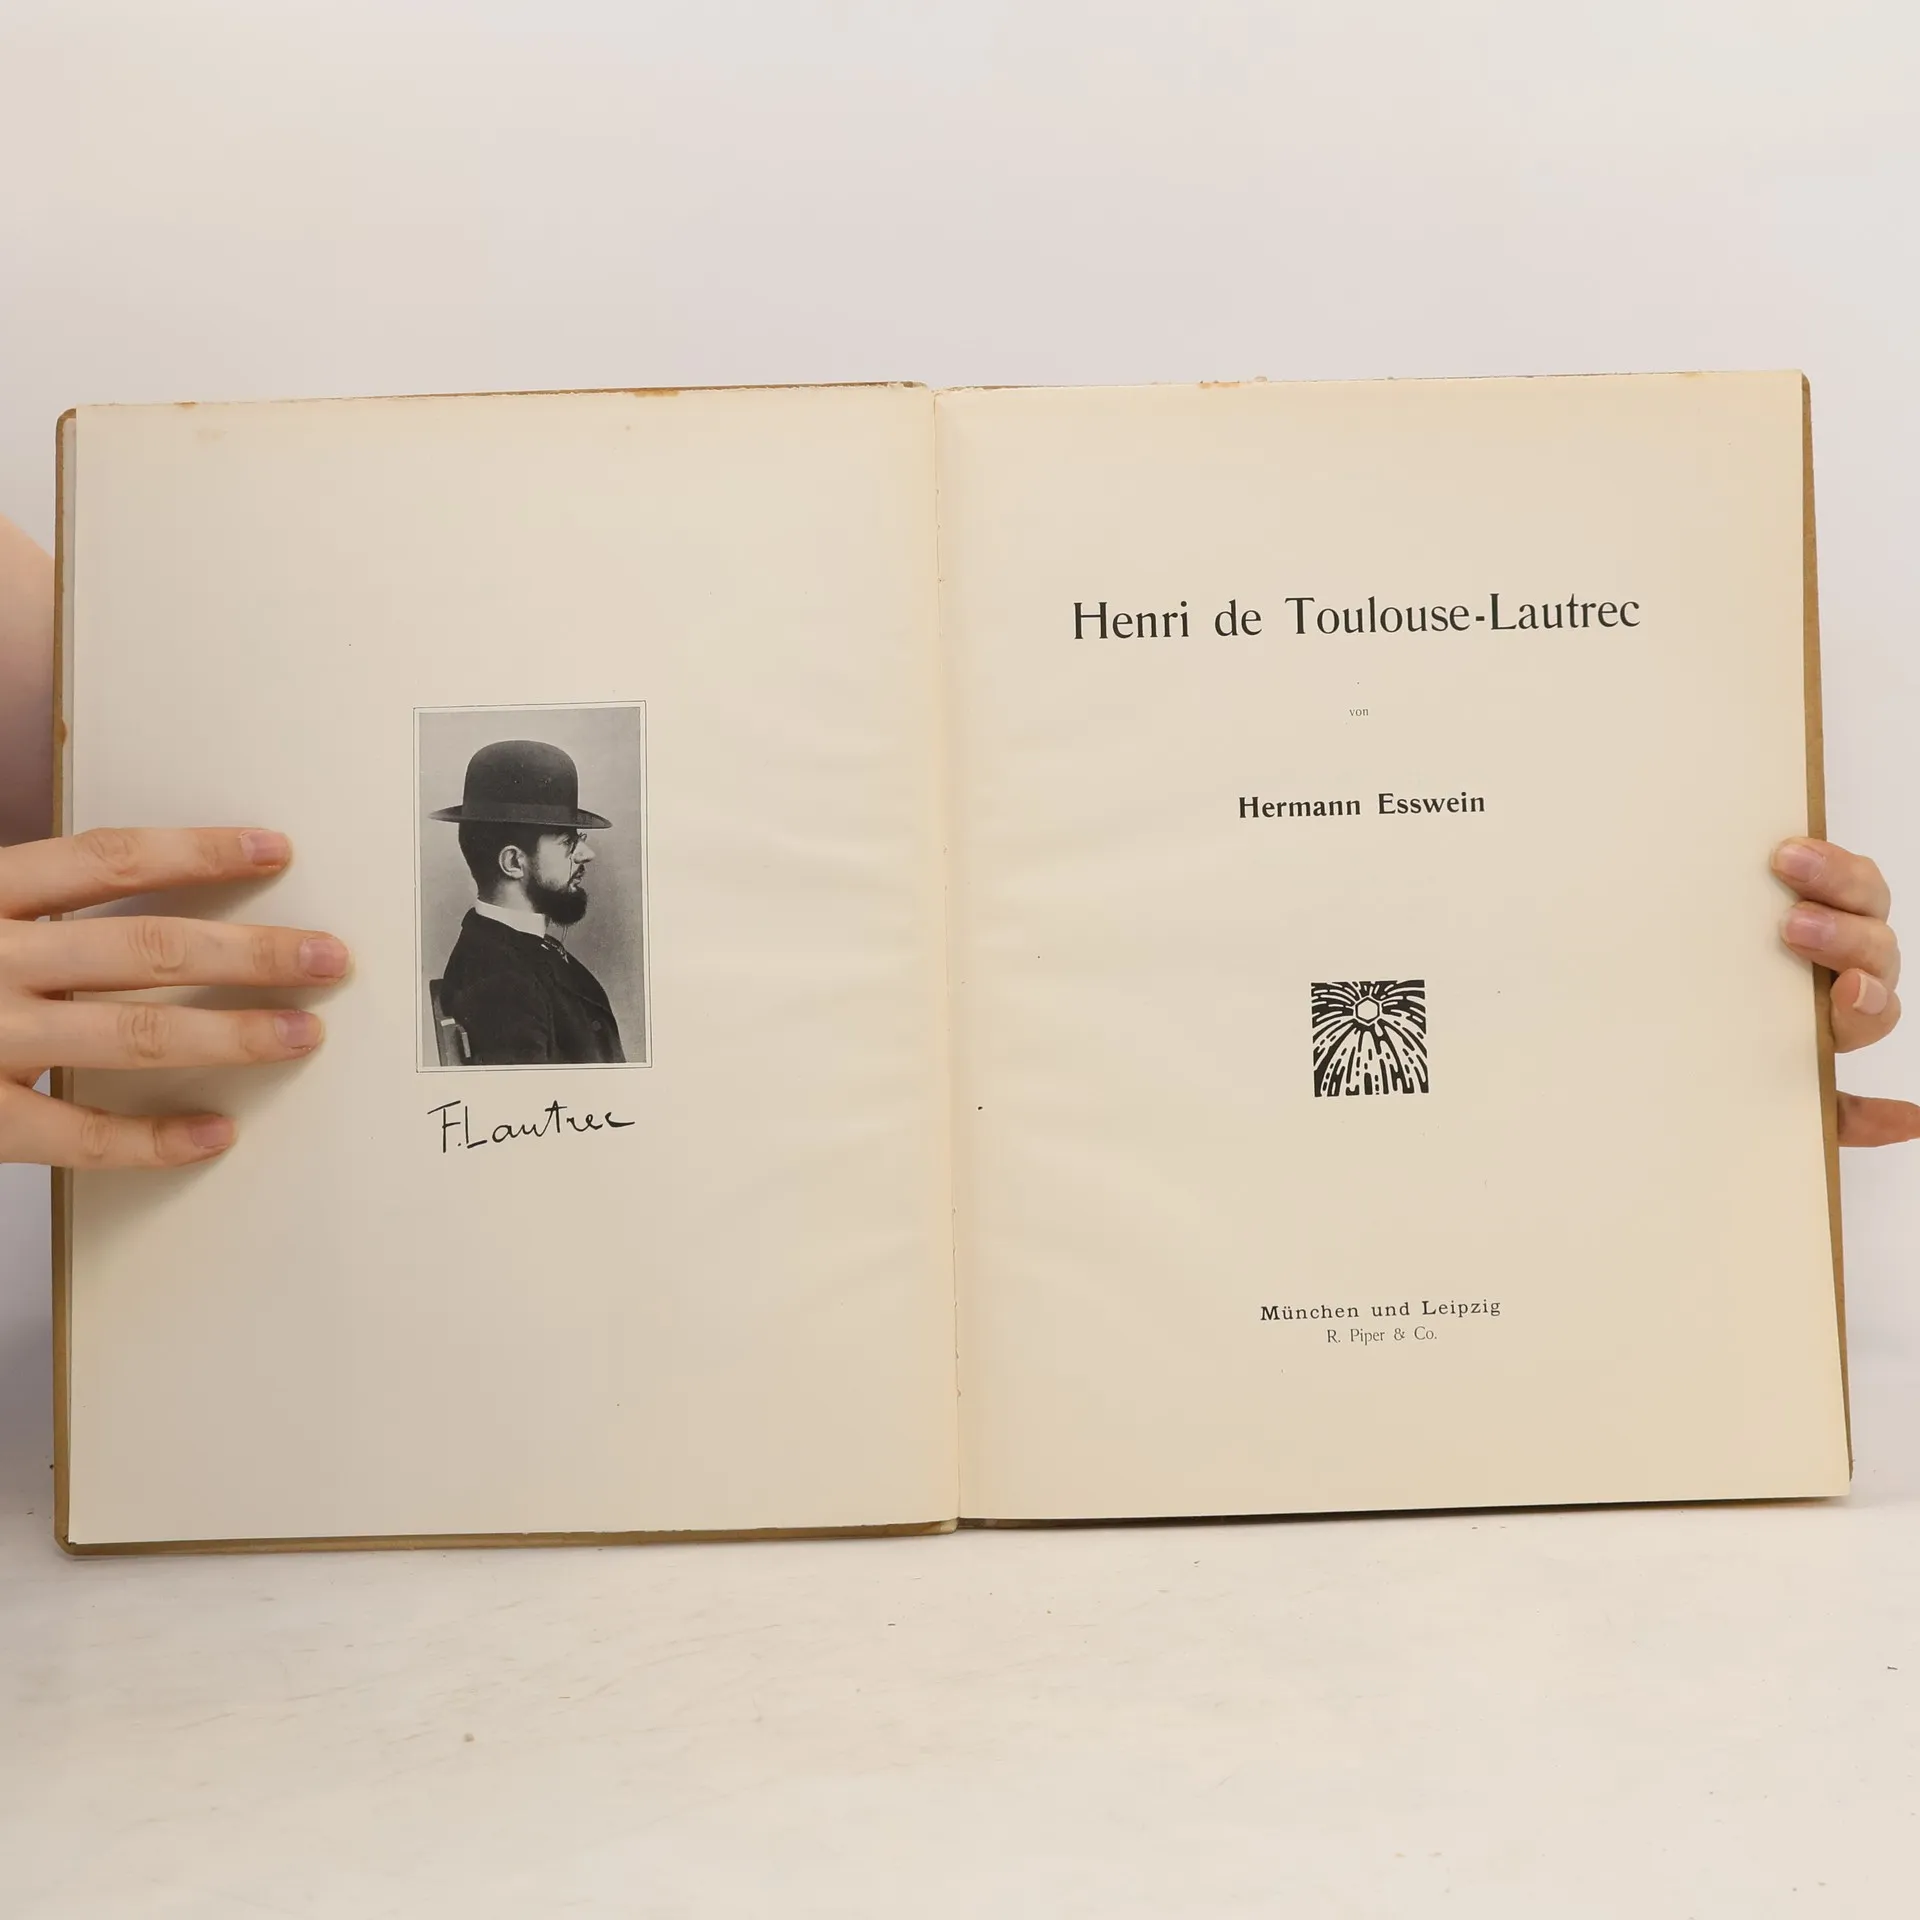 F.Lautrec
Henri de Toulouse-Lautrec
von
Hermann Esswein
München und Leipzig
R. Piper & Co.